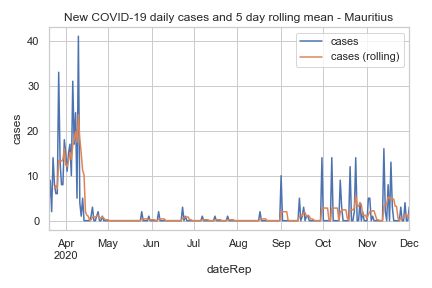 New COVID-19 daily cases and 5 day rolling mean - Mauritius
cases
cases (rolling)
40
30
20
10
0
cases
Apr May Jun Jul Aug Sep Oct Nov Dec
2020
dateRep